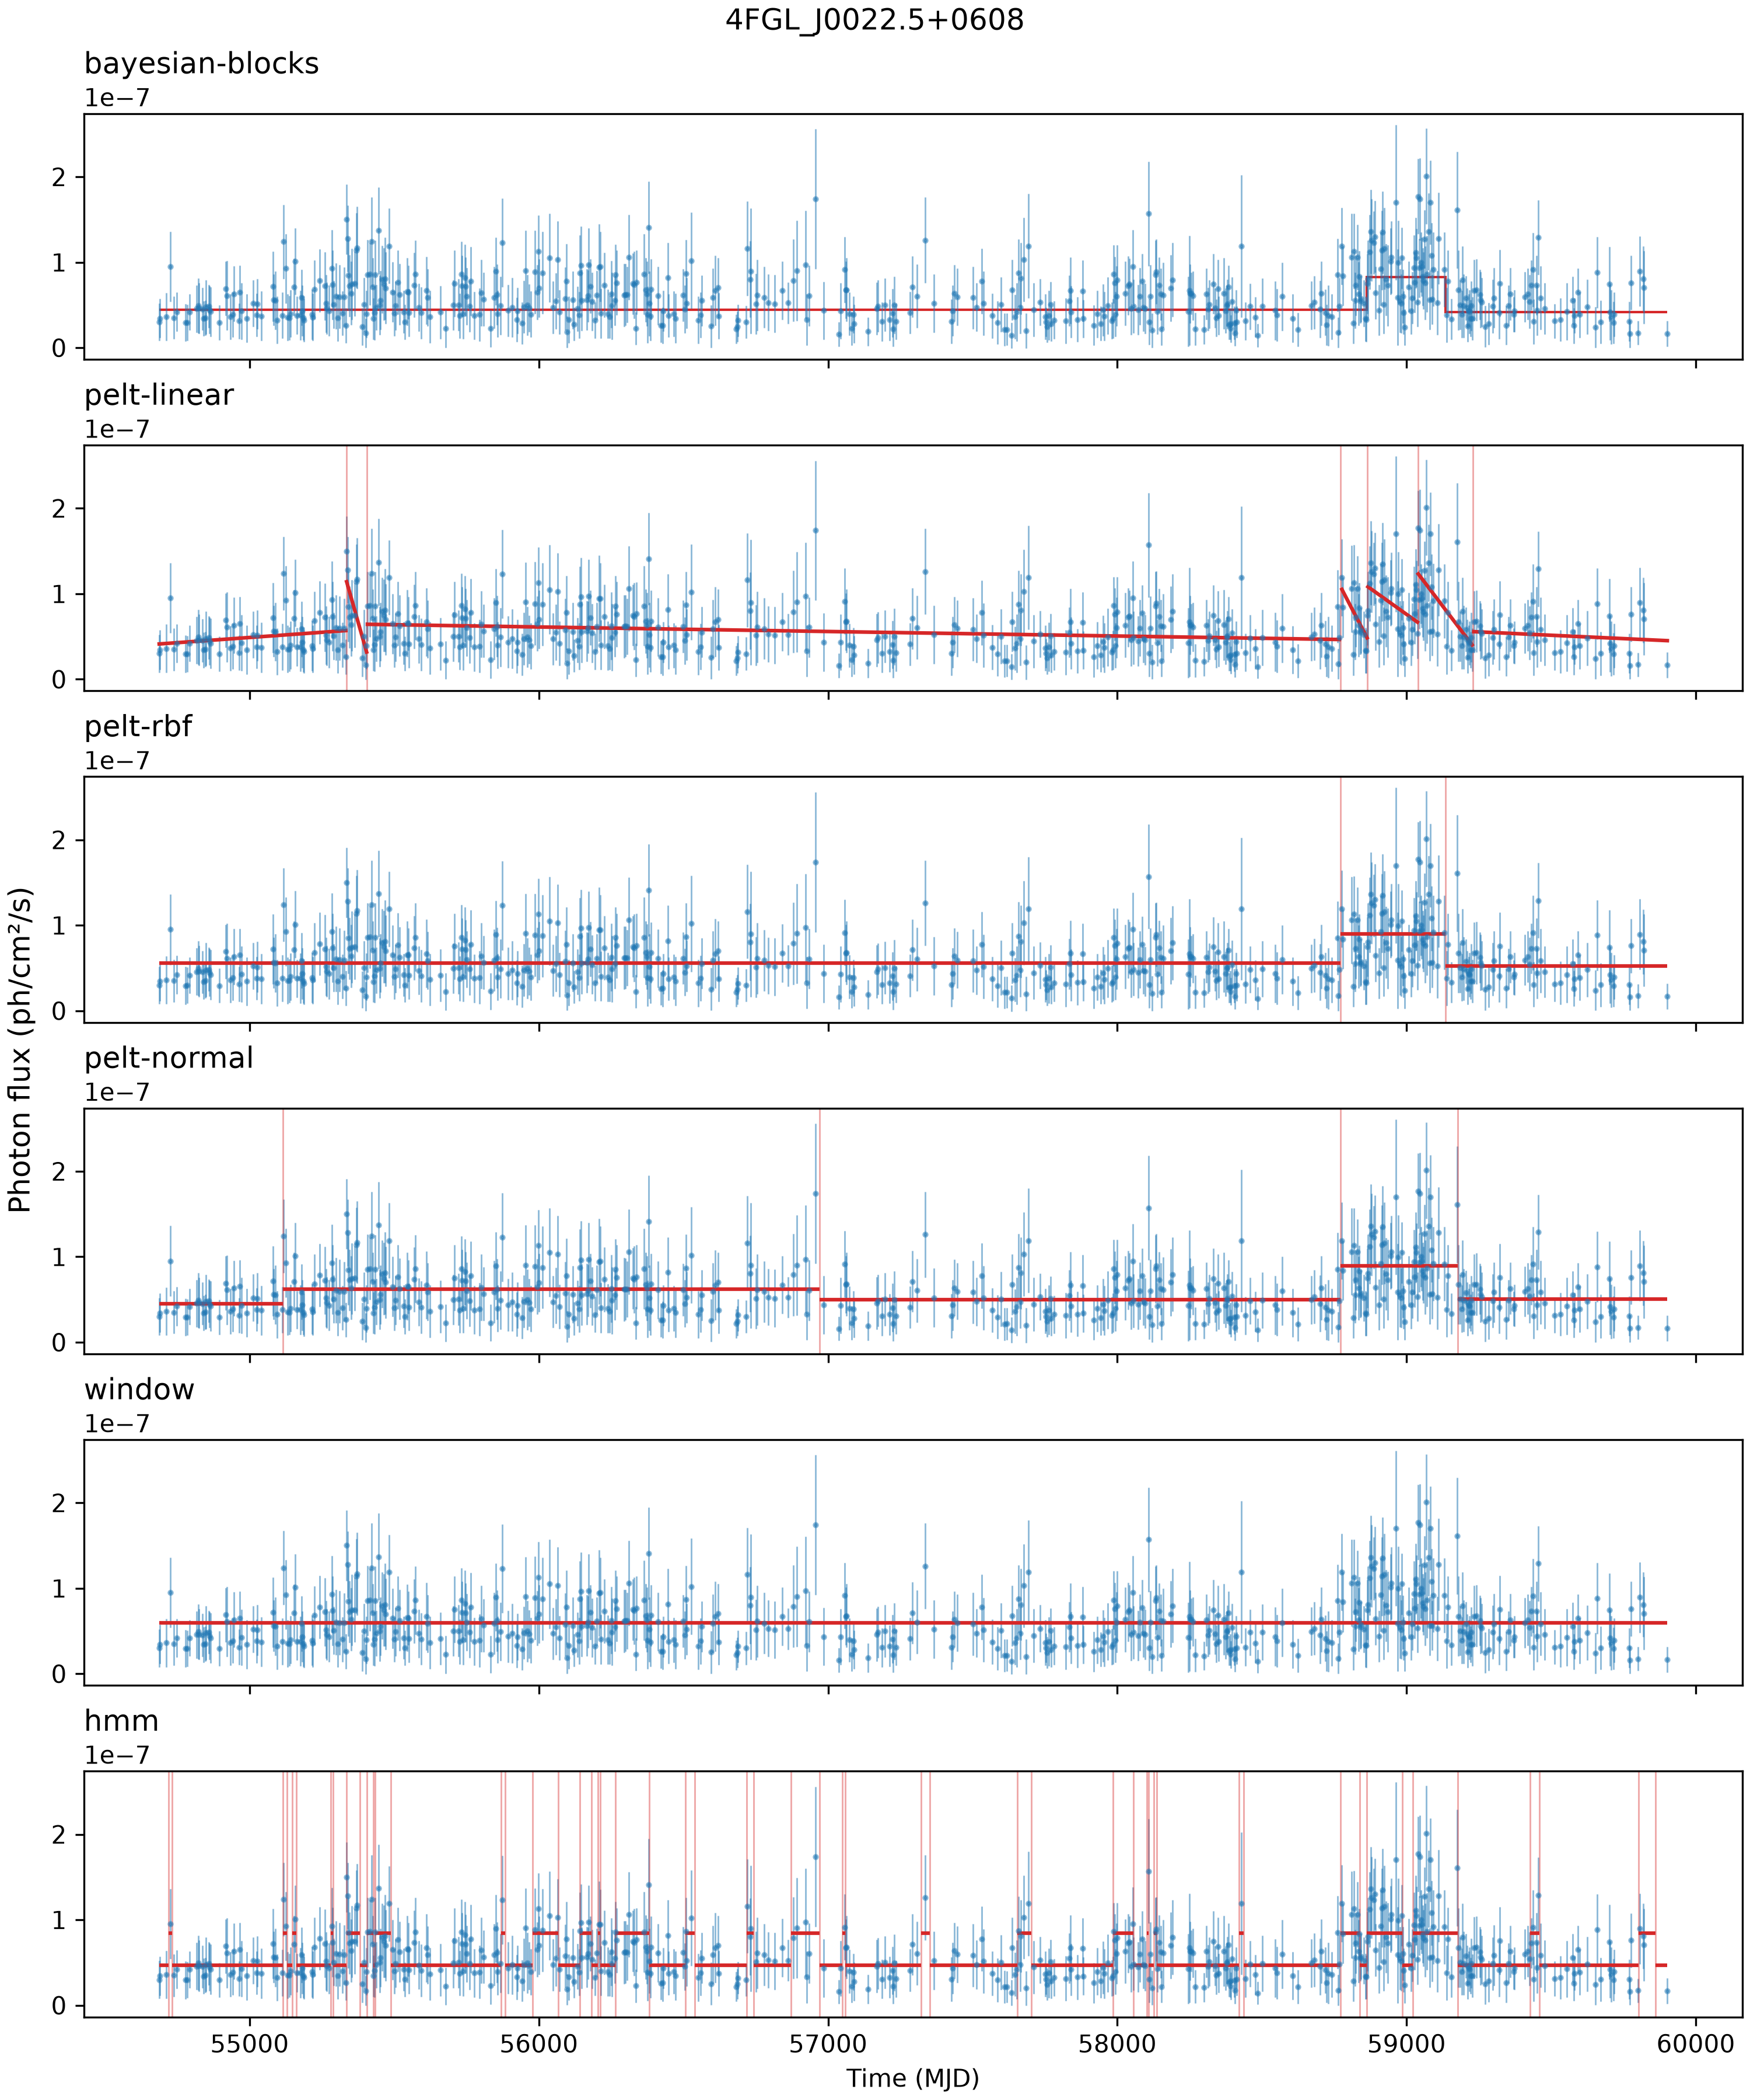 4FGL_J0022.5+0608
bayesian-blocks
1e−7
2
1
0
pelt-linear
1e−7
2
1
0
pelt-rbf
1e−7
2
1
0
pelt-normal
1e−7
2
1
0
window
1e−7
2
1
0
hmm
1e−7
2
1
0
Photon flux (ph/cm²/s)
55000 56000 57000 58000 59000 60000
Time (MJD)